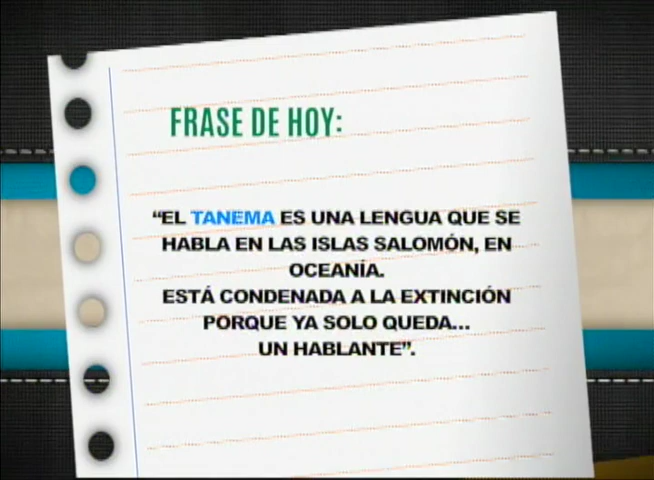 FRASE DE HOY:
“EL TANEMA ES UNA LENGUA QUE SE
HABLA EN LAS ISLAS SALOMÓN, EN
OCEANÍA.
ESTÁ CONDENADA A LA EXTINCIÓN
PORQUE YA SOLO QUEDA...
UN HABLANTE”.